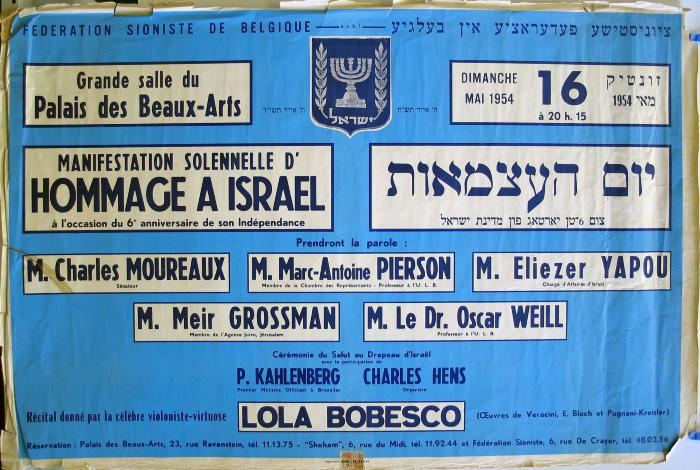 FEDERATION SIONISTE DE BELGIQUE
ציוניסטישע פעדעראציע אין בעלגיע
Grande salle du
Palais des Beaux-Arts
ישראל
ה' אייר תשי"ד
ה' אייר תש"ח
DIMANCHE 16 זונטיק
MAI 1954 מאי 1954
à 20 h. 15
MANIFESTATION SOLENNELLE D'
HOMMAGE A ISRAEL
à l'occasion du 6e anniversaire de son Indépendance
יום העצמאות
צום 6-טן יארטאג פון מדינת ישראל
Prendront la parole :
M. Charles MOUREAUX
Sénateur
M. Marc-Antoine PIERSON
Membre de la Chambre des Représentants - Professeur à l'U. L. B.
M. Eliezer YAPOU
Chargé d'Affaires d'Israël
M. Meir GROSSMAN
Membre de l'Agence Juive, Jérusalem
M. Le Dr. Oscar WEILL
Professeur à l'U. L. B.
Cérémonie du Salut au Drapeau d'Israël
avec la participation de
P. KAHLENBERG
Premier Ministre Officiant à Bruxelles
CHARLES HENS
Organiste
Récital donné par la célèbre violoniste-virtuose LOLA BOBESCO (Œuvres de Veracini, E. Bloch et Pugnani-Kreisler)
Réservation : Palais des Beaux-Arts, 23, rue Ravenstein, tél. 11.13.75 - "Shoham", 6, rue du Midi, tél. 11.92.44 et Fédération Sioniste, 6, rue De Crayer, tél. 48.02.56